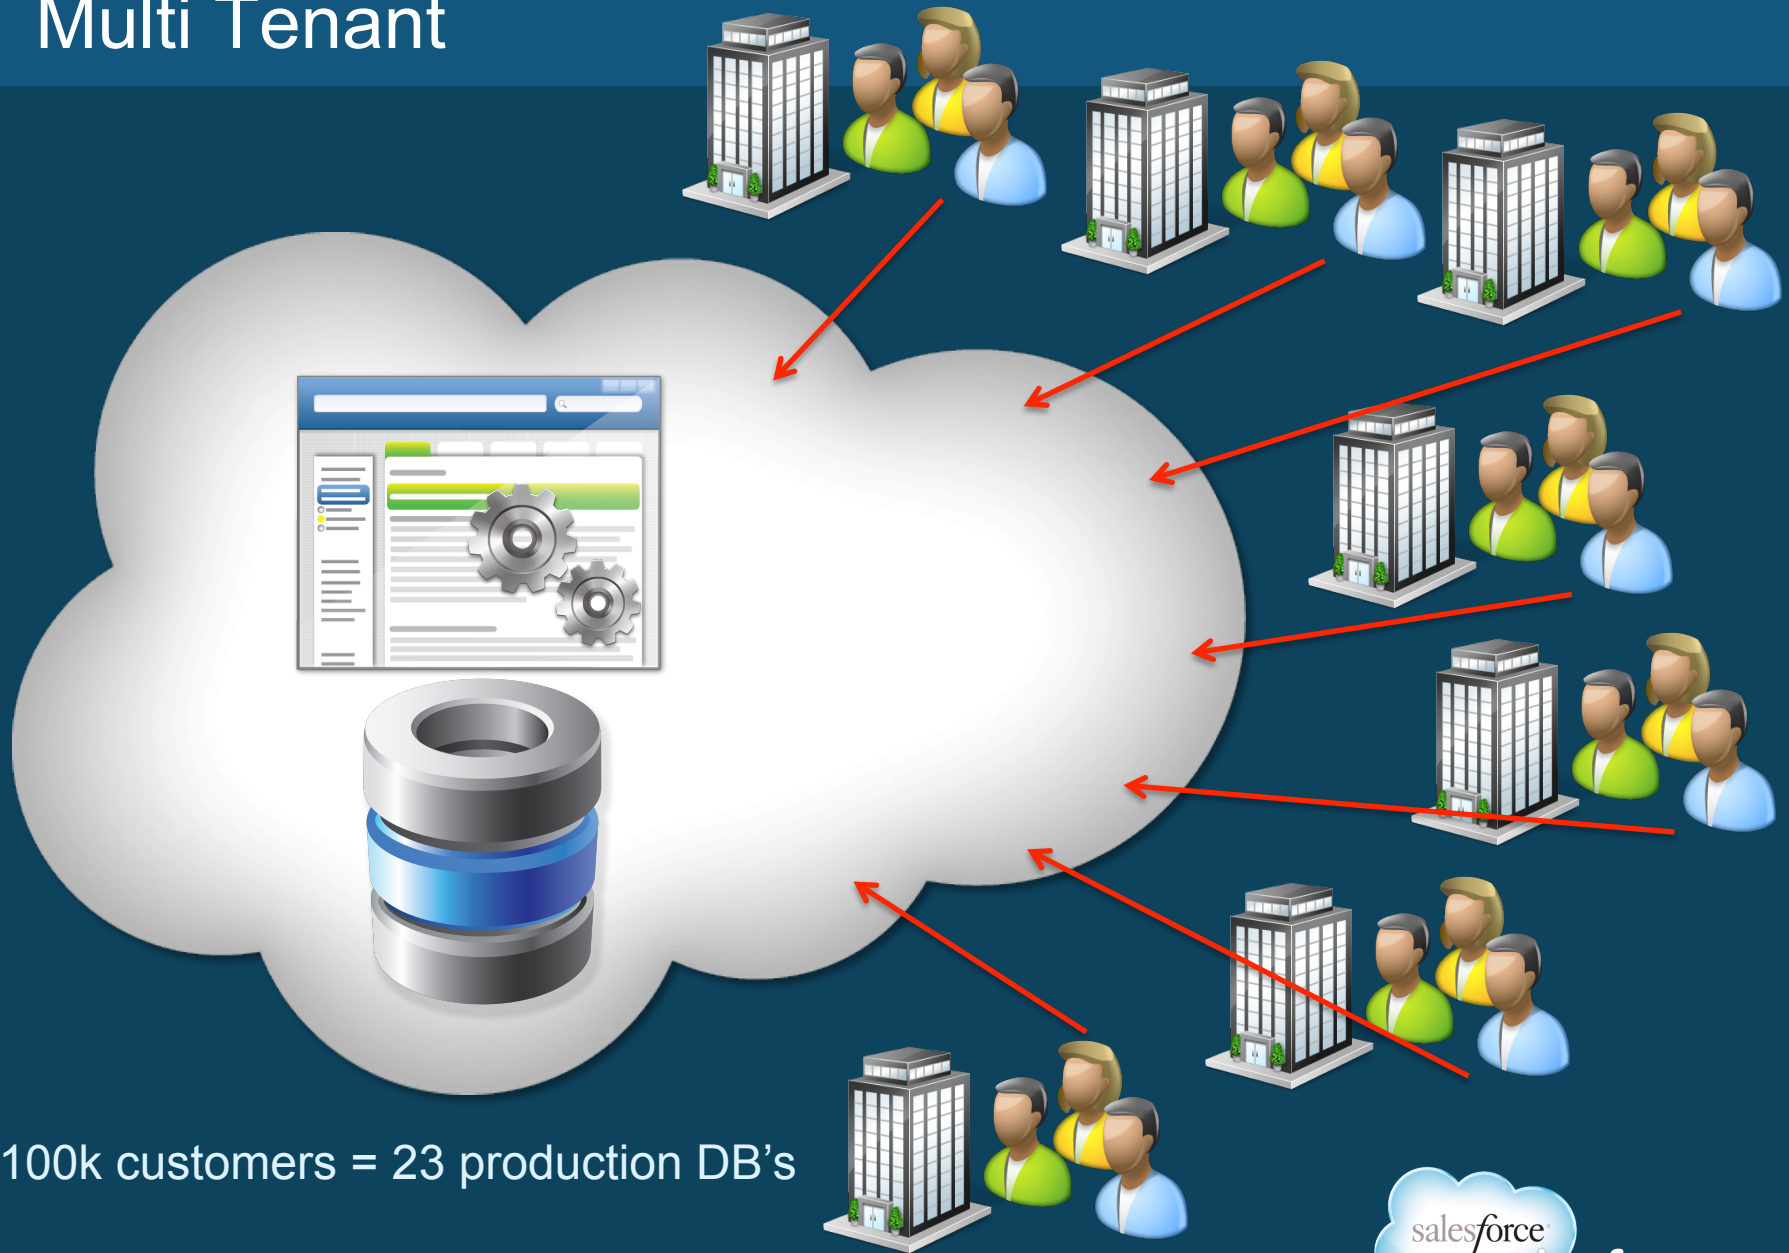 Multi Tenant
100k customers = 23 production DB’s
salesforce